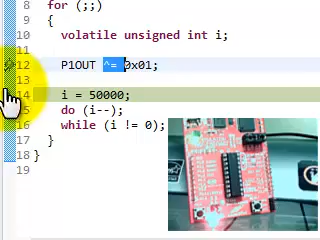 8 for (;;)
9 {
10 volatile unsigned int i;
11
12 P1OUT ^= 0x01;
13
14 i = 50000;
15 do (i--);
16 while (i != 0);
17 }
18 }
19